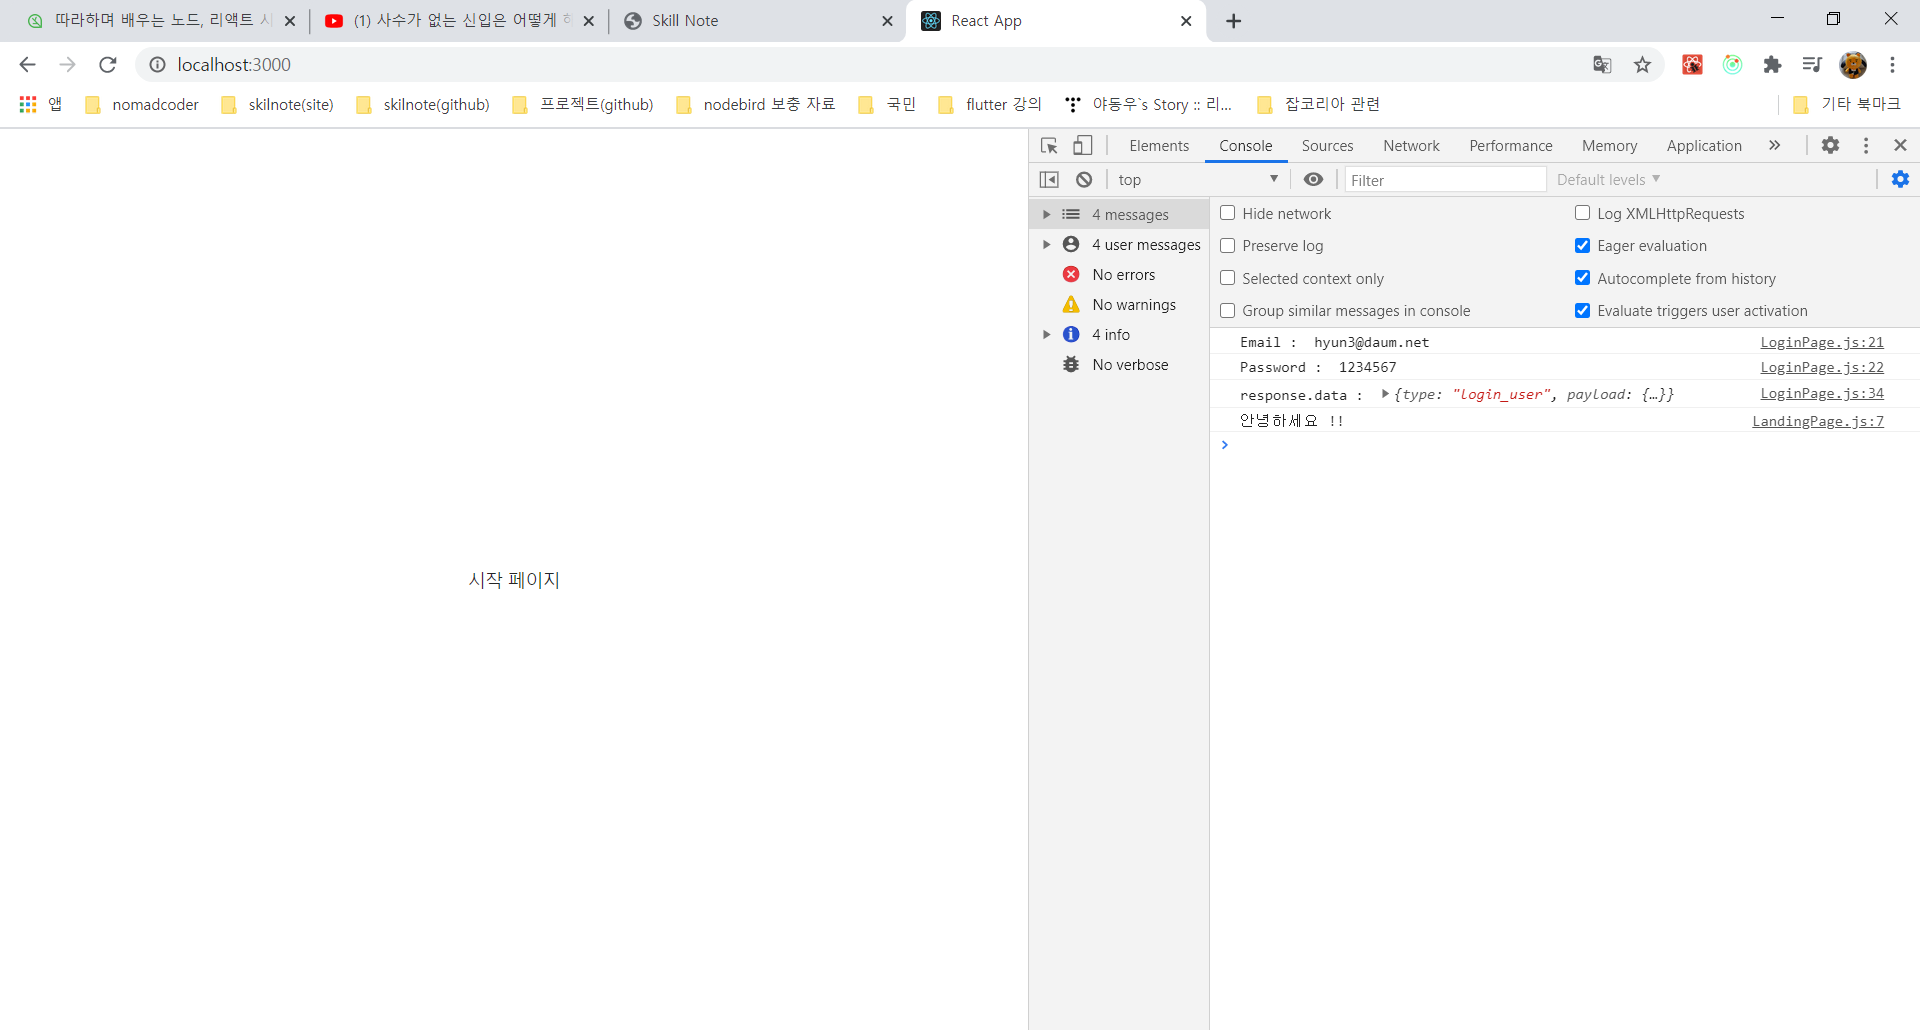 따라하며 배우는 노드, 리액트 시
(1) 사수가 없는 신입은 어떻게
Skill Note
React App
localhost:3000
앱
nomadcoder
skilnote(site)
skilnote(github)
프로젝트(github)
nodebird 보충 자료
국민
flutter 강의
야동우`s Story :: 리...
잡코리아 관련
기타 북마크
Elements Console Sources Network Performance Memory Application »
top
Filter
Default levels
4 messages
4 user messages
No errors
No warnings
4 info
No verbose
Hide network
Log XMLHttpRequests
Preserve log
Eager evaluation
Selected context only
Autocomplete from history
Group similar messages in console
Evaluate triggers user activation
Email : hyun3@daum.net LoginPage.js:21
Password : 1234567 LoginPage.js:22
response.data : {type: "login_user", payload: {…}} LoginPage.js:34
안녕하세요 !! LandingPage.js:7
시작 페이지